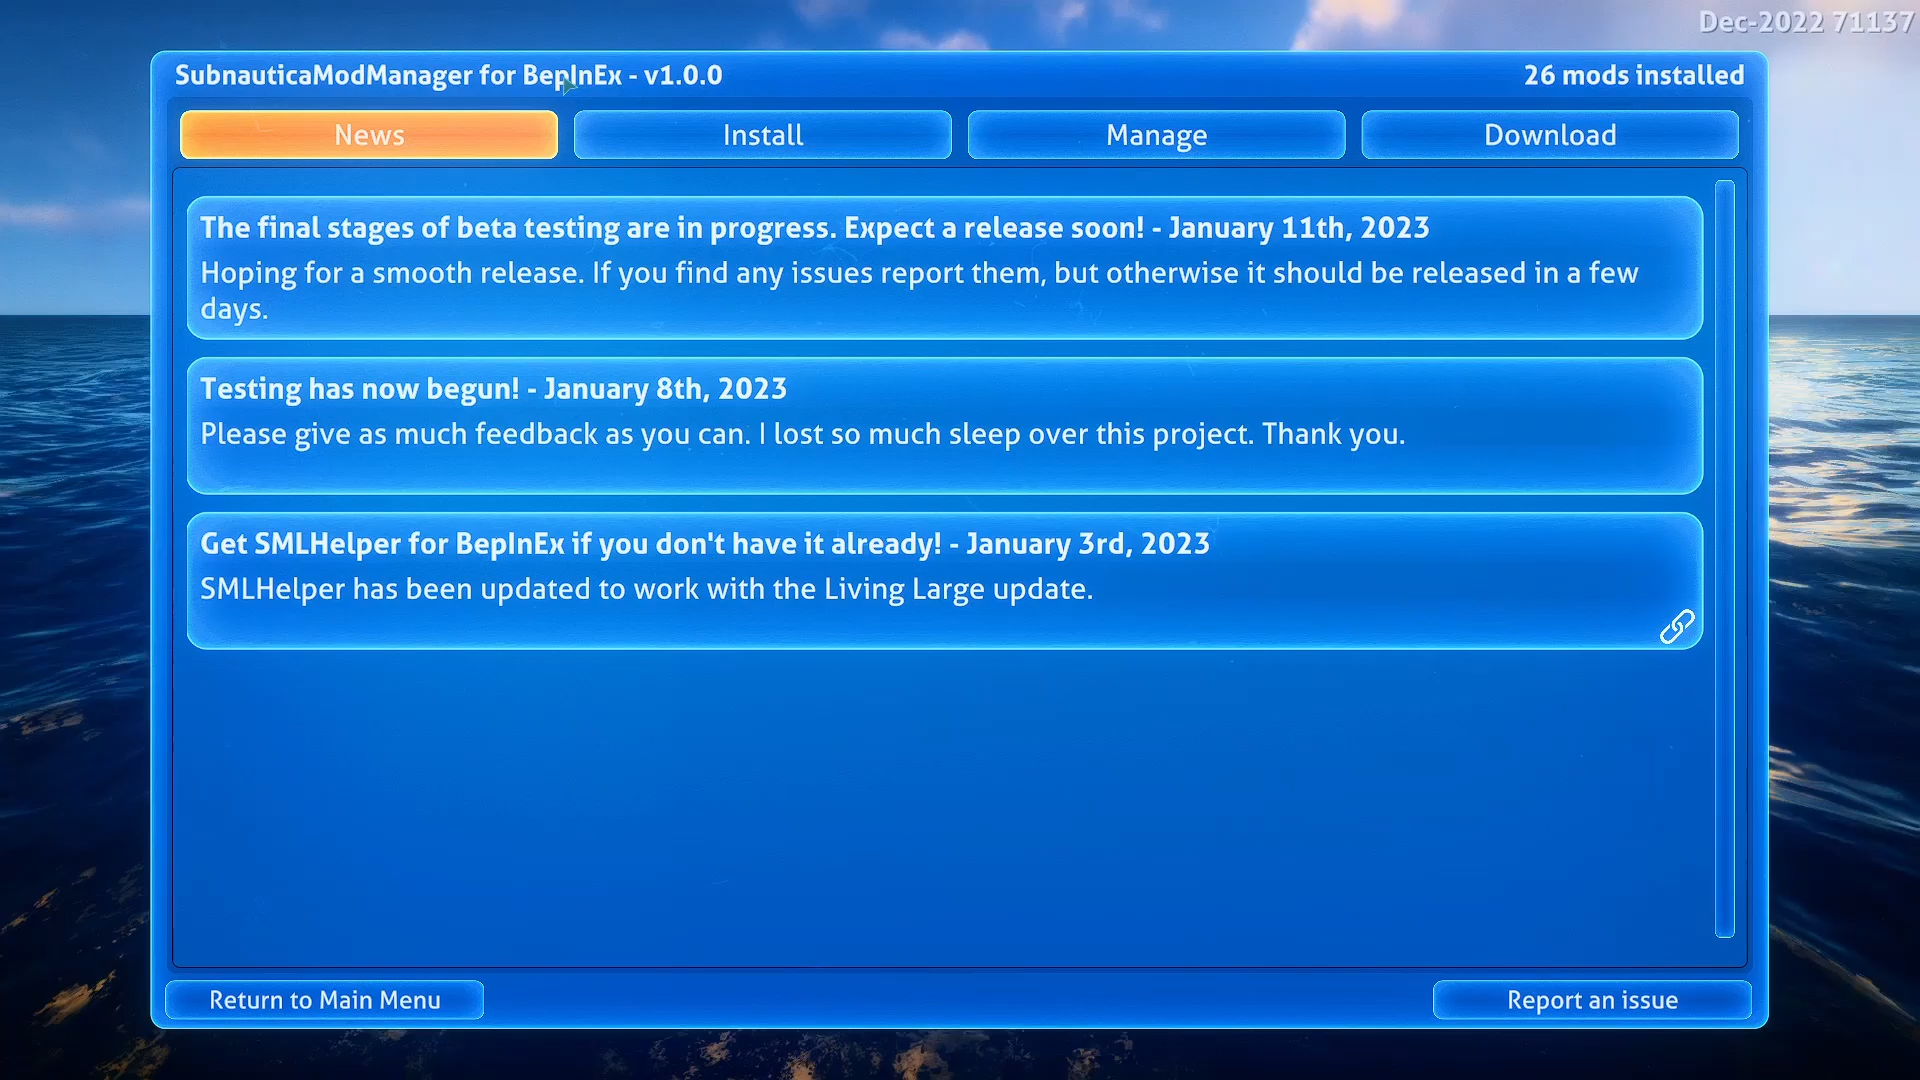 Dec-2022 71137
SubnauticaModManager for BepInEx - v1.0.0
26 mods installed
News
Install
Manage
Download
The final stages of beta testing are in progress. Expect a release soon! - January 11th, 2023
Hoping for a smooth release. If you find any issues report them, but otherwise it should be released in a few
days.
Testing has now begun! - January 8th, 2023
Please give as much feedback as you can. I lost so much sleep over this project. Thank you.
Get SMLHelper for BepInEx if you don't have it already! - January 3rd, 2023
SMLHelper has been updated to work with the Living Large update.
Return to Main Menu
Report an issue